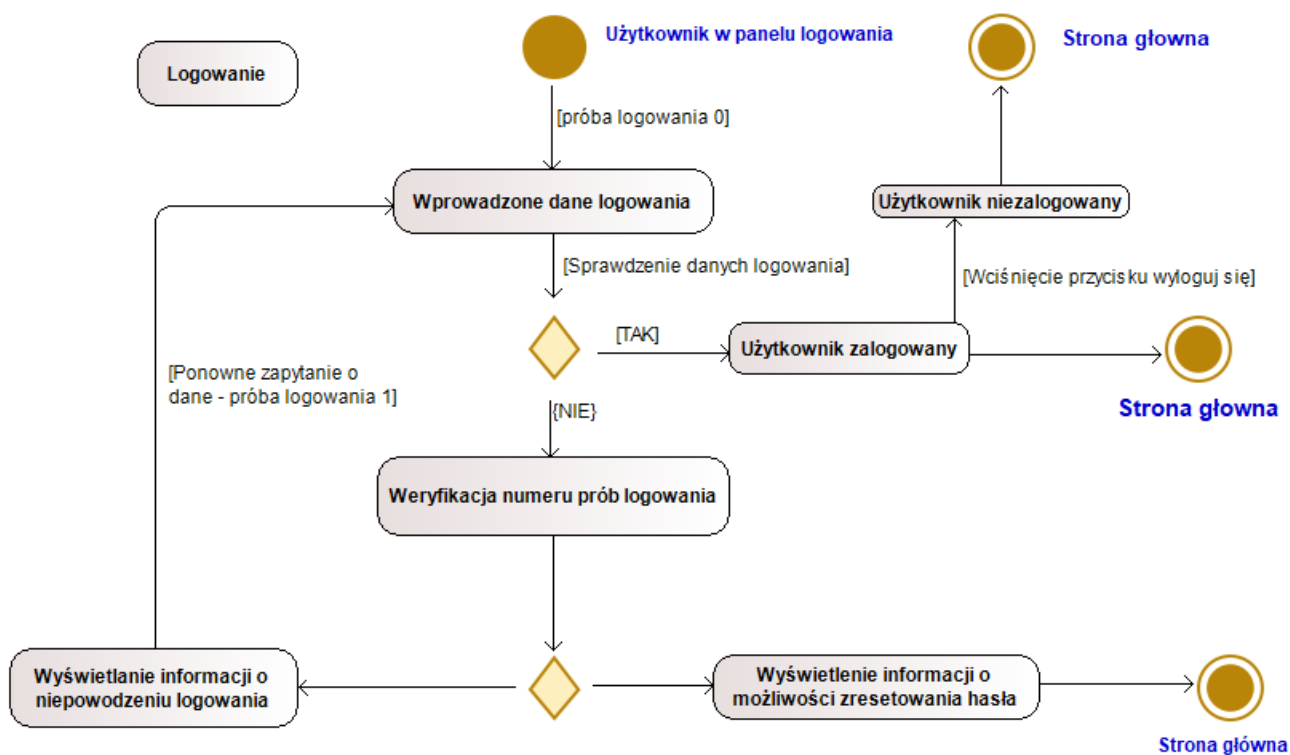 Użytkownik w panelu logowania
Strona głowna
Logowanie
[próba logowania 0]
Wprowadzone dane logowania
Użytkownik niezalogowany
[Sprawdzenie danych logowania]
[Wciśnięcie przycisku wyloguj się]
[TAK]
Użytkownik zalogowany
[Ponowne zapytanie o
dane - próba logowania 1]
Strona głowna
{NIE}
Weryfikacja numeru prób logowania
Wyświetlanie informacji o
niepowodzeniu logowania
Wyświetlenie informacji o
możliwości zresetowania hasła
Strona główna